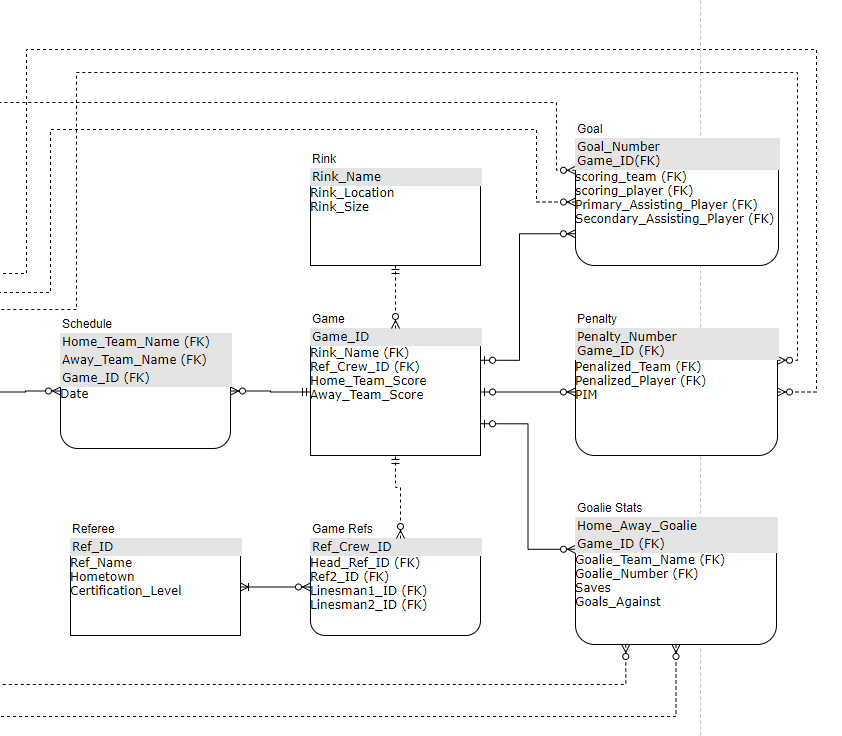 Goal
Goal_Number
Game_ID(FK)
scoring_team (FK)
scoring_player (FK)
Primary_Assisting_Player (FK)
Secondary_Assisting_Player (FK)
Rink
Rink_Name
Rink_Location
Rink_Size
Schedule
Home_Team_Name (FK)
Away_Team_Name (FK)
Game_ID (FK)
Date
Game
Game_ID
Rink_Name (FK)
Ref_Crew_ID (FK)
Home_Team_Score
Away_Team_Score
Penalty
Penalty_Number
Game_ID (FK)
Penalized_Team (FK)
Penalized_Player (FK)
PIM
Referee
Ref_ID
Ref_Name
Hometown
Certification_Level
Game Refs
Ref_Crew_ID
Head_Ref_ID (FK)
Ref2_ID (FK)
Linesman1_ID (FK)
Linesman2_ID (FK)
Goalie Stats
Home_Away_Goalie
Game_ID (FK)
Goalie_Team_Name (FK)
Goalie_Number (FK)
Saves
Goals_Against